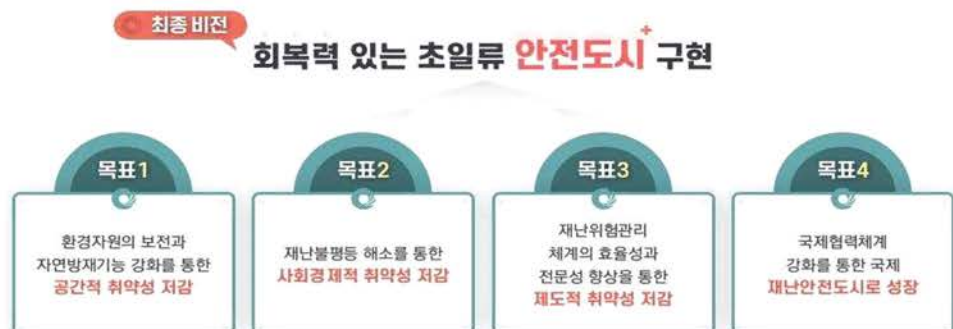 최종 비전
회복력 있는 초일류 안전도시+ 구현
목표1
환경자원의 보전과
자연방재기능 강화를 통한
공간적 취약성 저감
목표2
재난불평등 해소를 통한
사회경제적 취약성 저감
목표3
재난위험관리
체계의 효율성과
전문성 향상을 통한
제도적 취약성 저감
목표4
국제협력체계
강화를 통한 국제
재난안전도시로 성장